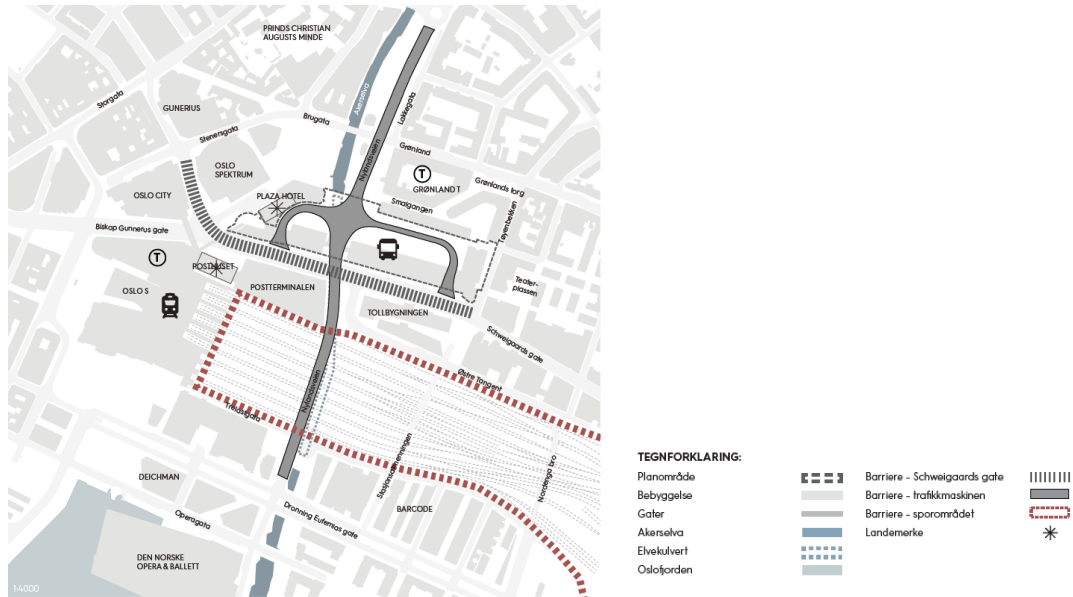 PRINDS CHRISTIAN
AUGUSTS MINDE
Storgata
GUNERIUS
Akerselva
Lakkegata
Brugata
Stenersgata
Nylandsveien
Grønland
OSLO
SPEKTRUM
T
GRØNLAND T
Grønlands torg
OSLO CITY
PLAZA HOTEL
Smalgangen
Tøyenbekken
Biskop Gunnerus gate
T
POSTHUSET
OSLO S
POSTTERMINALEN
Teater-
plassen
TOLLBYGNINGEN
Schweigaards gate
Østre Tangent
Nylandsveien
Trelastgata
Stasjonsallmenningen
Nordenga bro
DEICHMAN
BARCODE
Operagata
Dronning Eufemias gate
DEN NORSKE
OPERA & BALLETT
1:4000
TEGNFORKLARING:
Planområde
Bebyggelse
Gater
Akerselva
Elvekulvert
Oslofjorden
Barriere - Schweigaards gate
Barriere - trafikkmaskinen
Barriere - sporområdet
Landemerke